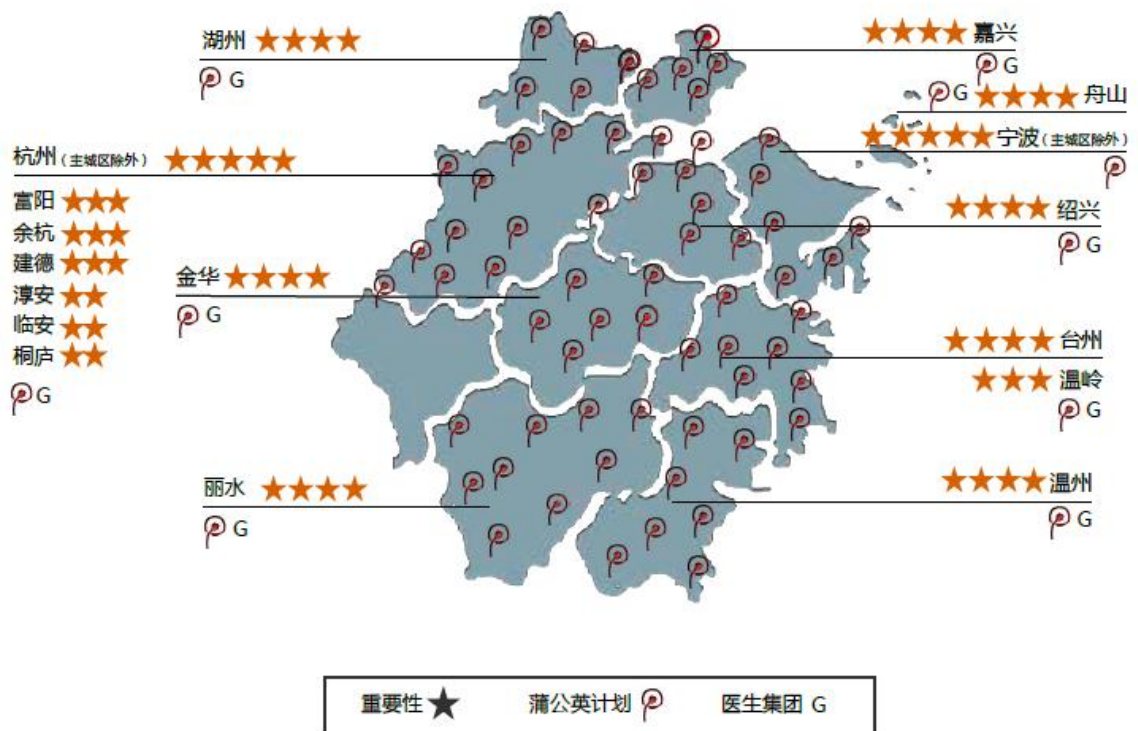 湖州 ★★★★
G
嘉兴 ★★★★
G
G ★★★★ 舟山
杭州(主城区除外) ★★★★★
★★★★★ 宁波(主城区除外)
富阳 ★★★
余杭 ★★★
建德 ★★★
淳安 ★★
临安 ★★
桐庐 ★★
G
★★★★ 绍兴
G
金华 ★★★★
G
★★★★ 台州
★★★ 温岭
G
丽水 ★★★★
G
★★★★ 温州
G
重要性 ★ 蒲公英计划 医生集团 G